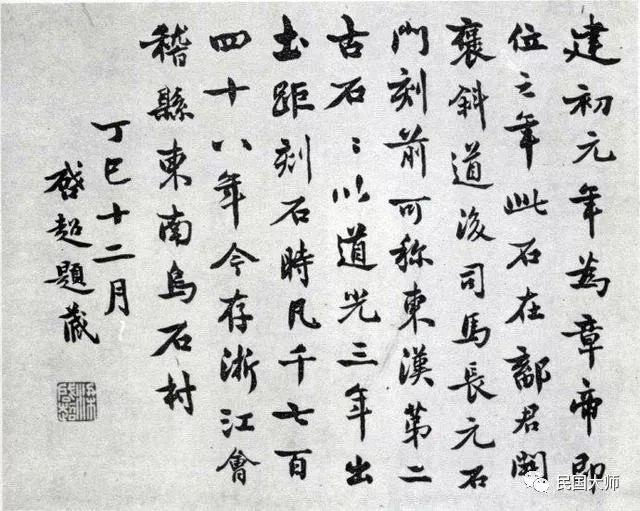 建初元年為章帝即
位之年此石在鄐君開
褒斜道後司馬長元石
門刻前可称東漢第二
古石〻以道光三年出
土距刻石時凡千七百
四十八年今存浙江會
稽縣東南烏石村
丁巳十二月
啓超題藏
民国大师